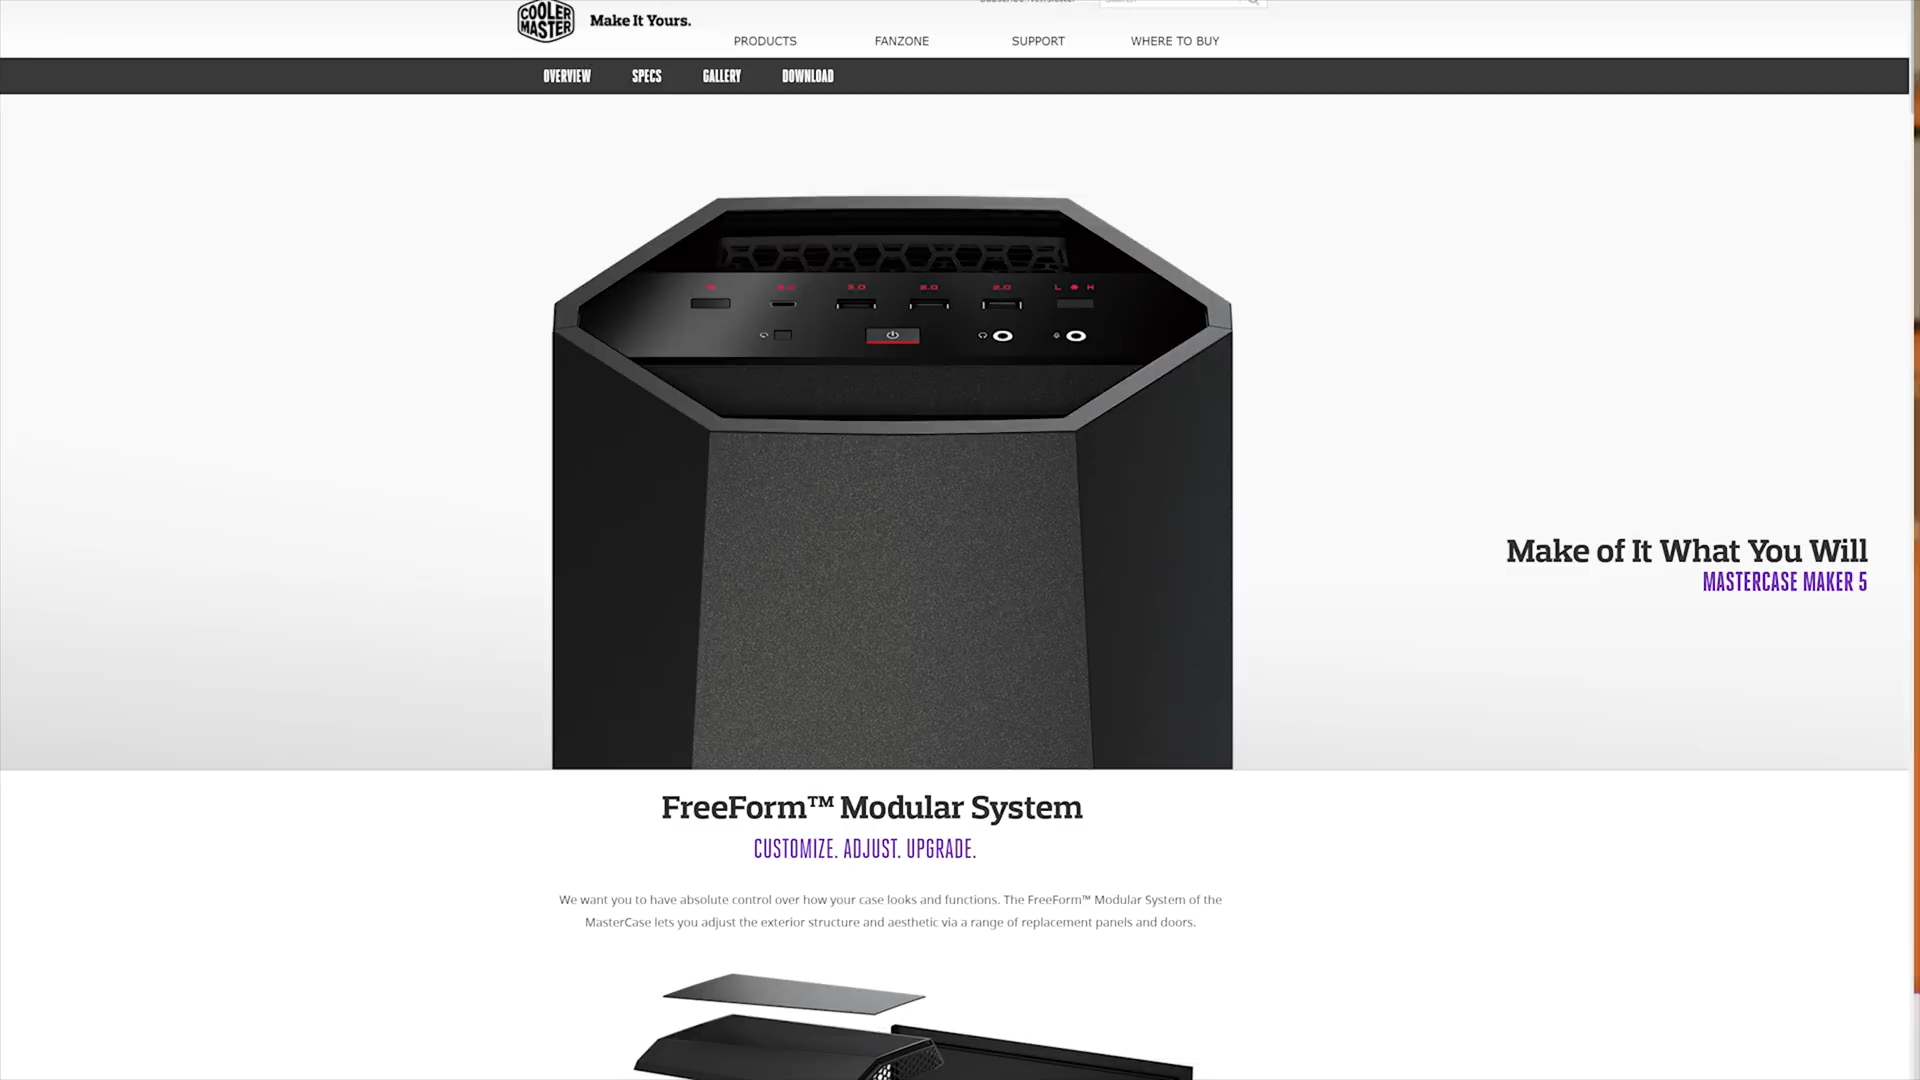 COOLER
MASTER
Make It Yours.
PRODUCTS
FANZONE
SUPPORT
WHERE TO BUY
OVERVIEW
SPECS
GALLERY
DOWNLOAD
L
H
Make of It What You Will
MASTERCASE MAKER 5
FreeForm™ Modular System
CUSTOMIZE. ADJUST. UPGRADE.
We want you to have absolute control over how your case looks and functions. The FreeForm™ Modular System of the
MasterCase lets you adjust the exterior structure and aesthetic via a range of replacement panels and doors.